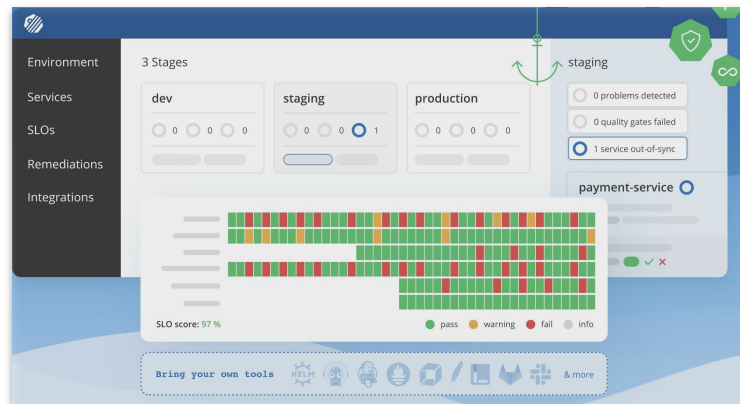 Environment
Services
SLOs
Remediations
Integrations
3 Stages
dev
0 0 0
staging
0 0 1
production
0 0 0
staging
0 problems detected
0 quality gates failed
1 service out-of-sync
payment-service
SLO score: 97 %
pass warning fail info
Bring your own tools HELM & more